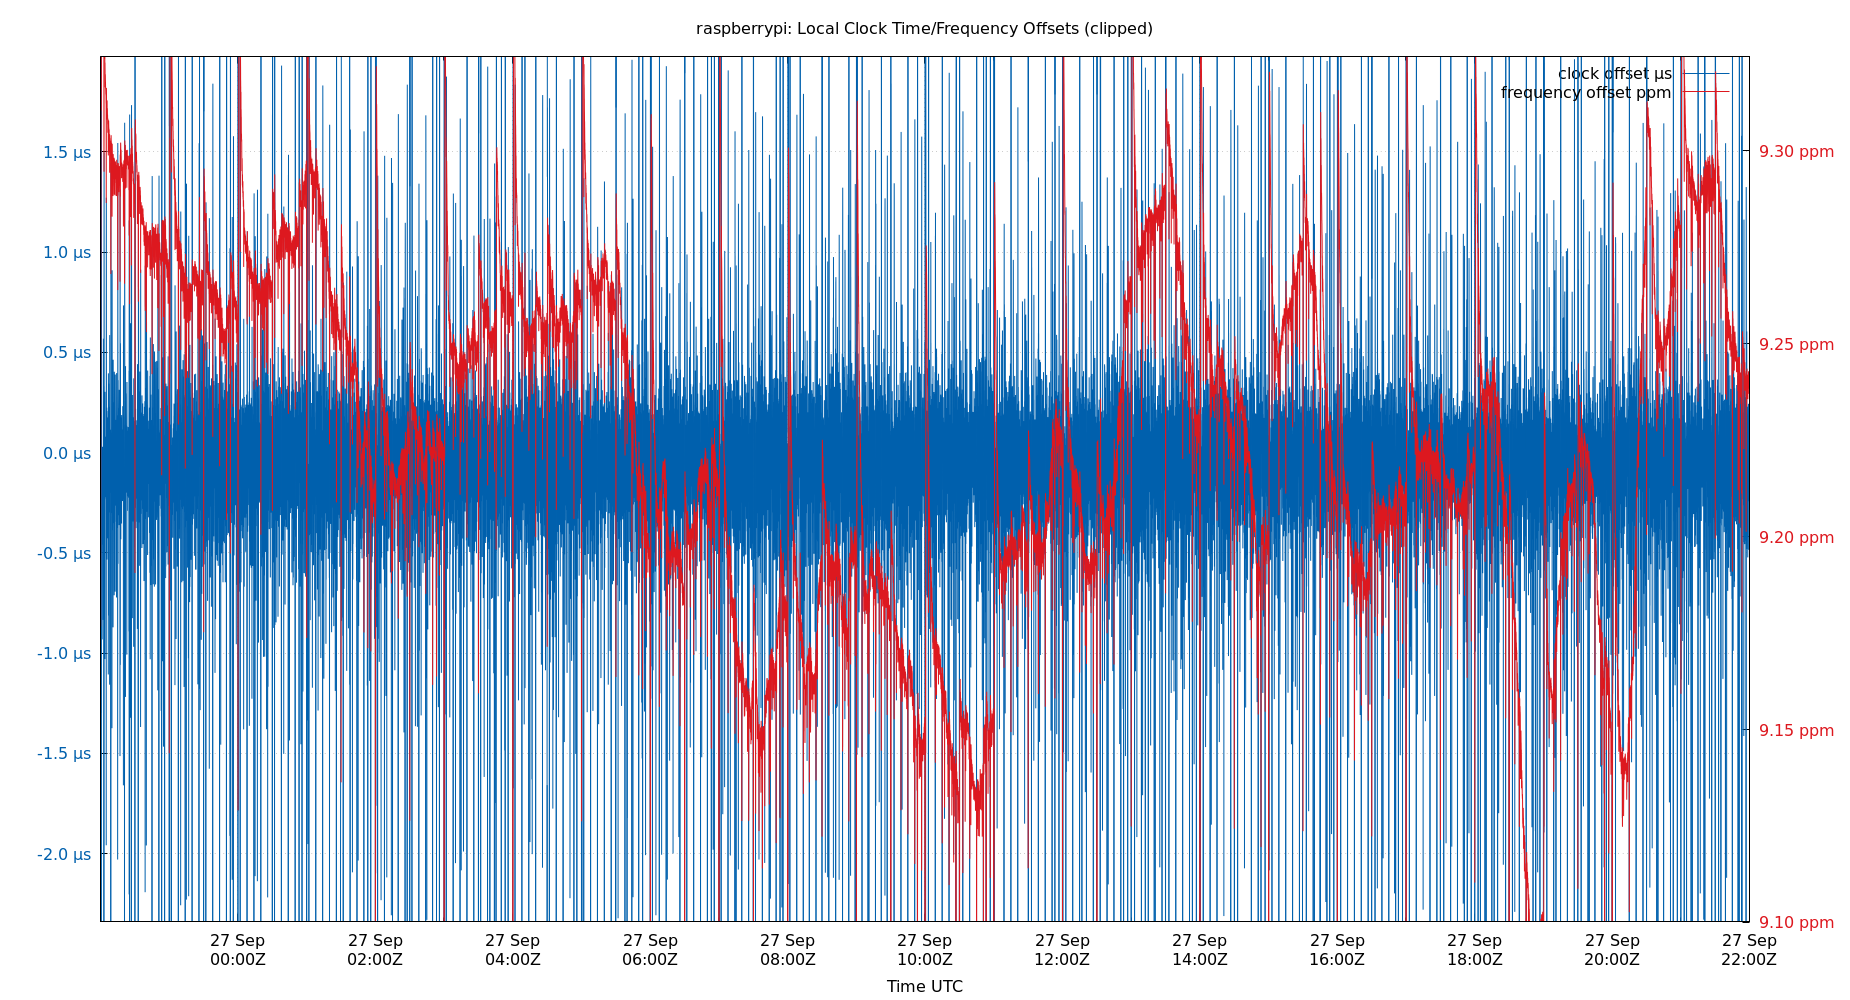 raspberrypi: Local Clock Time/Frequency Offsets (clipped)
clock offset µs
frequency offset ppm
1.5 µs
1.0 µs
0.5 µs
0.0 µs
-0.5 µs
-1.0 µs
-1.5 µs
-2.0 µs
9.30 ppm
9.25 ppm
9.20 ppm
9.15 ppm
9.10 ppm
27 Sep 27 Sep 27 Sep 27 Sep 27 Sep 27 Sep 27 Sep 27 Sep 27 Sep 27 Sep 27 Sep 27 Sep
00:00Z 02:00Z 04:00Z 06:00Z 08:00Z 10:00Z 12:00Z 14:00Z 16:00Z 18:00Z 20:00Z 22:00Z
Time UTC